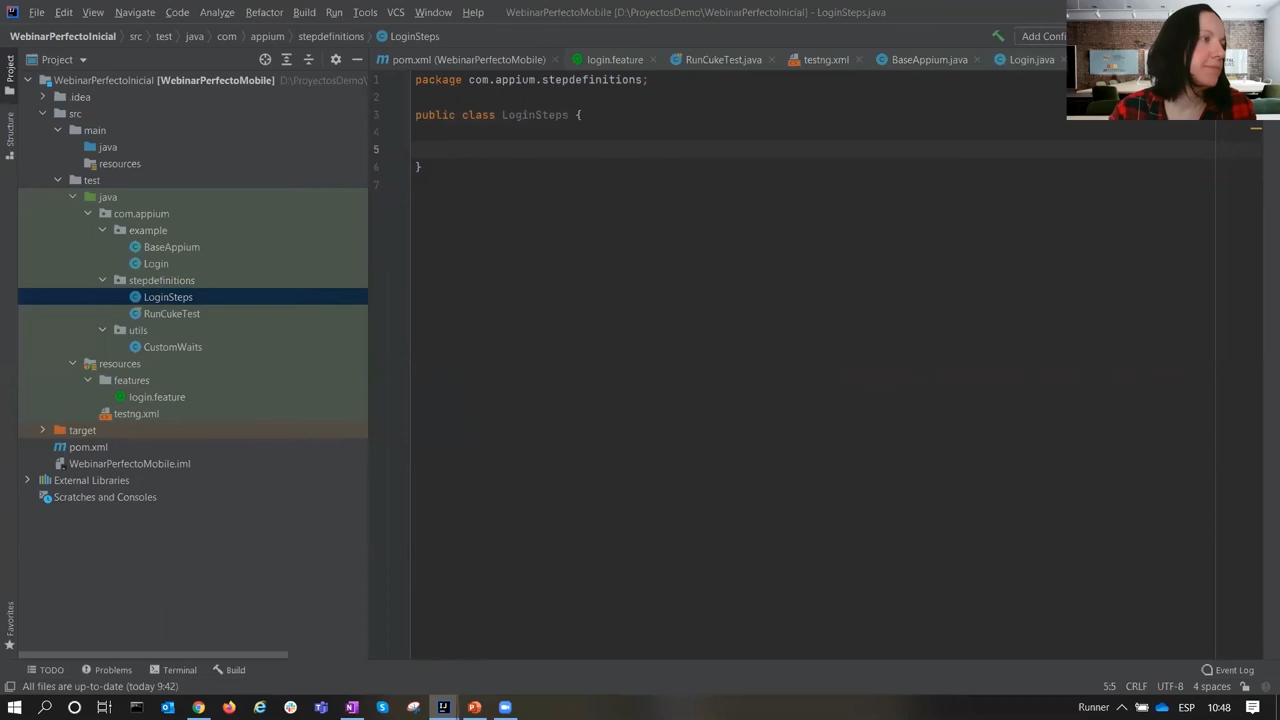 File Edit View Navigate Code Analyze Refactor Build Run Tools VCS Window Help WebinarPerfectoMobile [D:\ProyectosDemo\WebinarPerfectoInicial] - LoginSteps.java
WebinarPerfectoInicial src test java com appium stepdefinitions LoginSteps Add Confi
Project pom.xml (WebinarPerfectoMobile) login.feature RunCukeTest.java testng.xml BaseAppium.java Login.java
WebinarPerfectoInicial [WebinarPerfectoMobile] D:\ProyectosDemo\
.idea
src
main
java
resources
test
java
com.appium
example
BaseAppium
Login
stepdefinitions
LoginSteps
RunCukeTest
utils
CustomWaits
resources
features
login.feature
testng.xml
target
pom.xml
WebinarPerfectoMobile.iml
External Libraries
Scratches and Consoles
1 package com.appium.stepdefinitions;
2
3 public class LoginSteps {
4
5
6 }
7
Project
Structure
Favorites
TODO Problems Terminal Build Event Log
All files are up-to-date (today 9:42) 5:5 CRLF UTF-8 4 spaces
Runner ESP 10:48